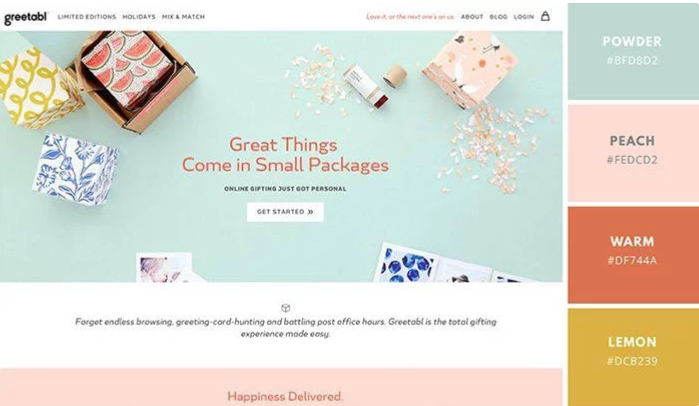 greetabl
LIMITED EDITIONS HOLIDAYS MIX & MATCH
Love it, or the next one's on us. ABOUT BLOG LOGIN
Great Things
Come in Small Packages
ONLINE GIFTING JUST GOT PERSONAL
GET STARTED »
Forget endless browsing, greeting-card-hunting and battling post office hours. Greetabl is the total gifting
experience made easy.
Happiness Delivered.
POWDER
#BFD8D2
PEACH
#FEDCD2
WARM
#DF744A
LEMON
#DCB239